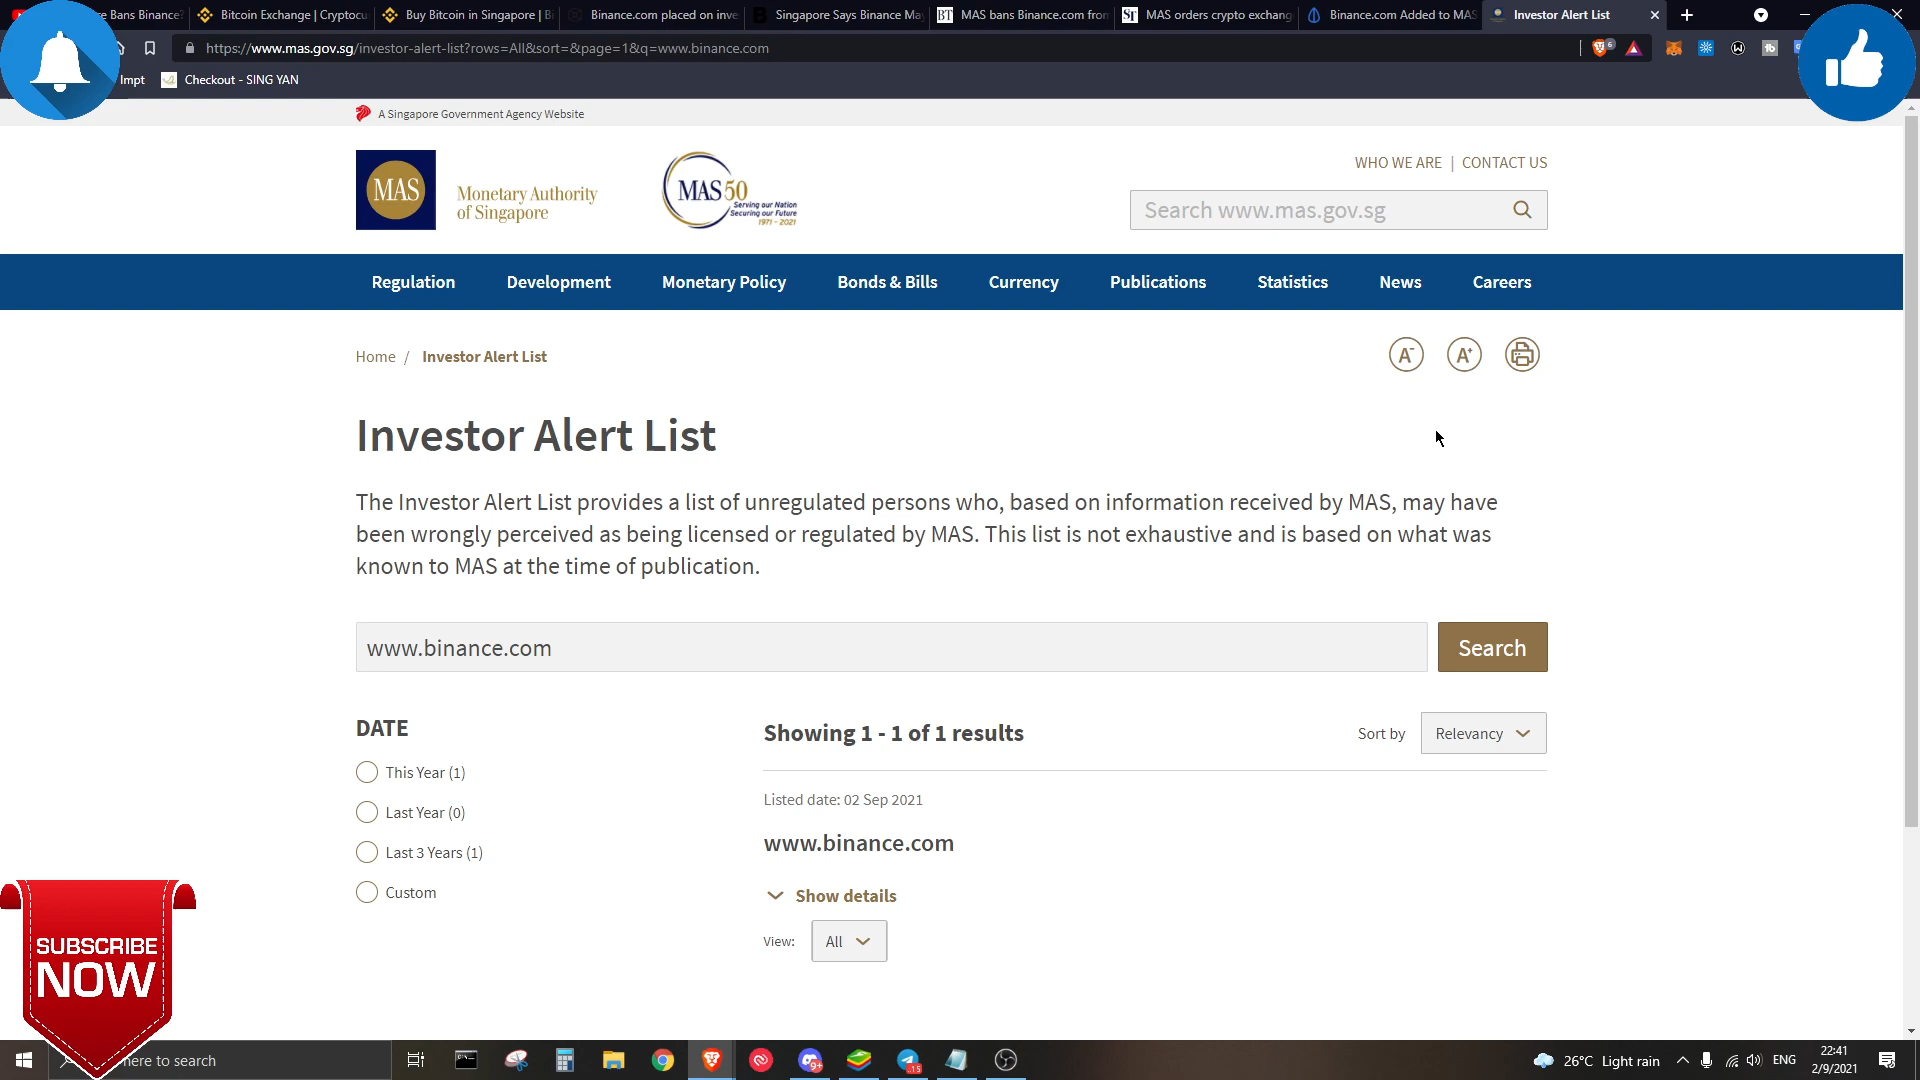 e Bans Binance?
Bitcoin Exchange | Cryptocu
Buy Bitcoin in Singapore | B
Binance.com placed on inve
Singapore Says Binance Ma
BT MAS bans Binance.com from
ST MAS orders crypto exchang
Binance.com Added to MAS
Investor Alert List
https://www.mas.gov.sg/investor-alert-list?rows=All&sort=&page=1&q=www.binance.com
6
Impt
Checkout - SING YAN
A Singapore Government Agency Website
MAS
Monetary Authority
of Singapore
MAS50
Serving our Nation
Securing our Future
1971 - 2021
WHO WE ARE | CONTACT US
Search www.mas.gov.sg
Regulation Development Monetary Policy Bonds & Bills Currency Publications Statistics News Careers
Home / Investor Alert List
A- A+
Investor Alert List
The Investor Alert List provides a list of unregulated persons who, based on information received by MAS, may have
been wrongly perceived as being licensed or regulated by MAS. This list is not exhaustive and is based on what was
known to MAS at the time of publication.
www.binance.com
Search
DATE
This Year (1)
Last Year (0)
Last 3 Years (1)
Custom
Showing 1 - 1 of 1 results
Sort by Relevancy
Listed date: 02 Sep 2021
www.binance.com
Show details
View: All
SUBSCRIBE
NOW
here to search
9+
15
26°C Light rain
ENG
22:41
2/9/2021